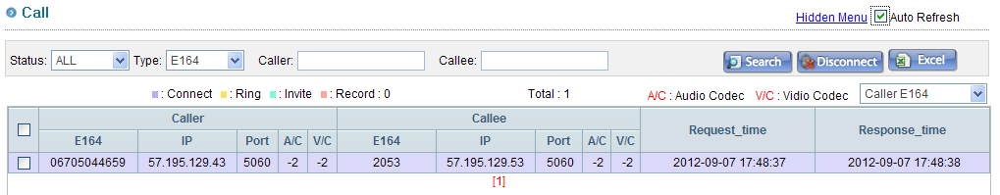 Call
Hidden Menu Auto Refresh
Status: ALL Type: E164 Caller: Callee: Search Disconnect Excel
: Connect : Ring : Invite : Record : 0 Total : 1 A/C : Audio Codec V/C : Vidio Codec Caller E164
Caller Callee Request_time Response_time
E164 IP Port A/C V/C E164 IP Port A/C V/C
06705044659 57.195.129.43 5060 -2 -2 2053 57.195.129.53 5060 -2 -2 2012-09-07 17:48:37 2012-09-07 17:48:38
[1]